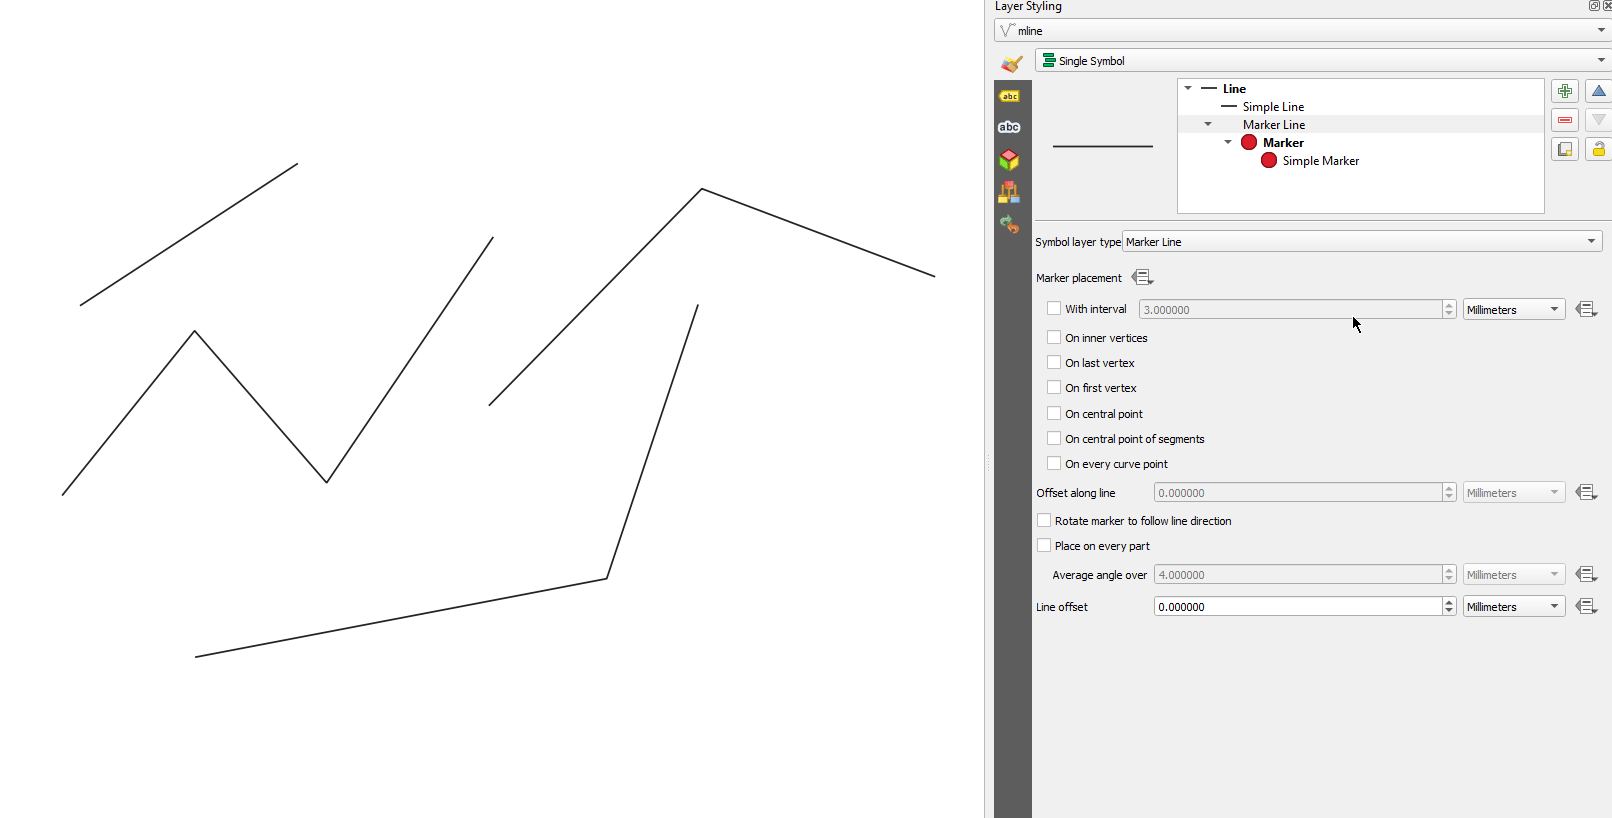 Layer Styling
mline
Single Symbol
abc
abc
Line
Simple Line
Marker Line
Marker
Simple Marker
Symbol layer type Marker Line
Marker placement
With interval 3.000000 Millimeters
On inner vertices
On last vertex
On first vertex
On central point
On central point of segments
On every curve point
Offset along line 0.000000 Millimeters
Rotate marker to follow line direction
Place on every part
Average angle over 4.000000 Millimeters
Line offset 0.000000 Millimeters